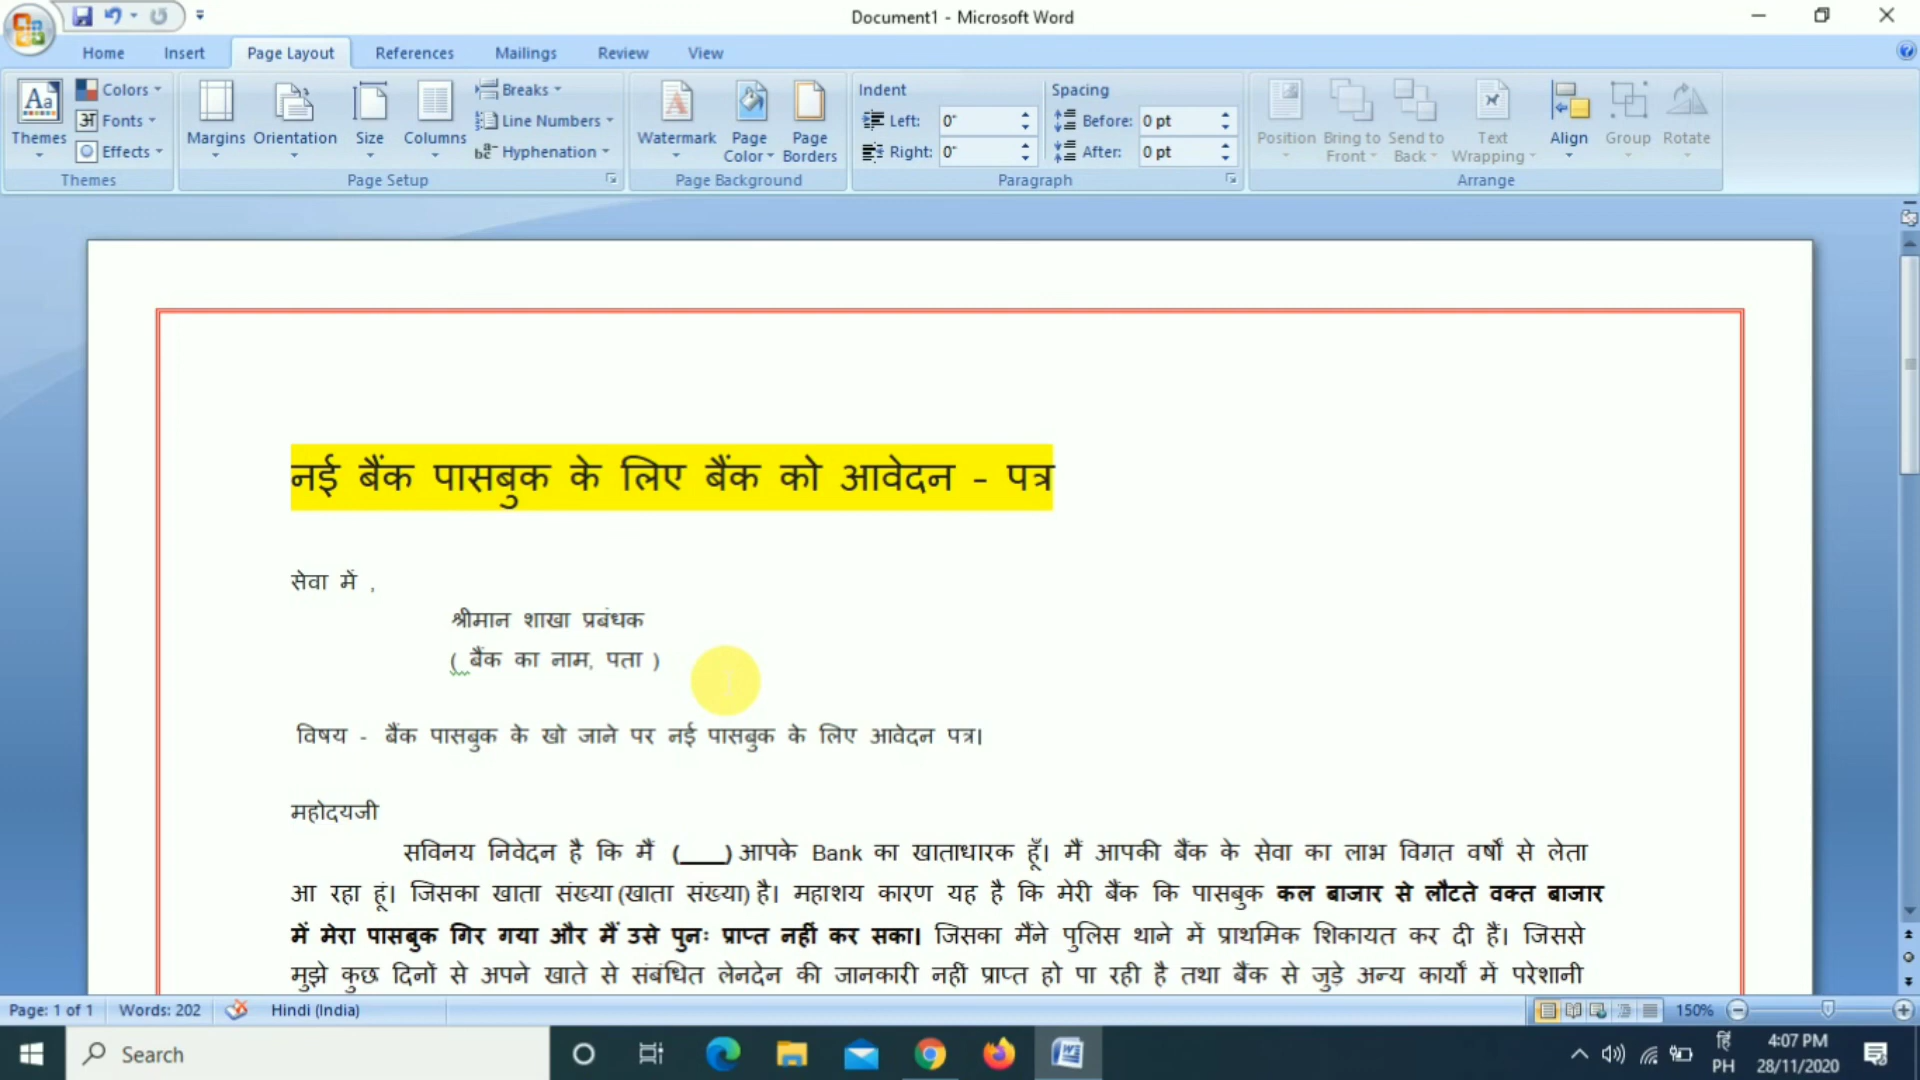 Document1 - Microsoft Word
Home Insert Page Layout References Mailings Review View
Themes Colors Fonts Effects
Margins Orientation Size Columns Breaks Line Numbers Hyphenation
Watermark Page Color Page Borders
Indent Spacing
Left: 0" Before: 0 pt
Right: 0" After: 0 pt
Position Bring to Front Send to Back Text Wrapping Align Group Rotate
Themes Page Setup Page Background Paragraph Arrange
नई बैंक पासबुक के लिए बैंक को आवेदन - पत्र
सेवा में ,
श्रीमान शाखा प्रबंधक
( बैंक का नाम, पता )
विषय - बैंक पासबुक के खो जाने पर नई पासबुक के लिए आवेदन पत्र।
महोदयजी
सविनय निवेदन है कि मैं (____) आपके Bank का खाताधारक हूँ। मैं आपकी बैंक के सेवा का लाभ विगत वर्षों से लेता
आ रहा हूं। जिसका खाता संख्या (खाता संख्या) है। महाशय कारण यह है कि मेरी बैंक कि पासबुक कल बाजार से लौटते वक्त बाजार
में मेरा पासबुक गिर गया और मैं उसे पुनः प्राप्त नहीं कर सका। जिसका मैंने पुलिस थाने में प्राथमिक शिकायत कर दी हैं। जिससे
मुझे कुछ दिनों से अपने खाते से संबंधित लेनदेन की जानकारी नहीं प्राप्त हो पा रही है तथा बैंक से जुड़े अन्य कार्यों में परेशानी
Page: 1 of 1 Words: 202 Hindi (India) 150%
Search
हिं
PH
4:07 PM
28/11/2020